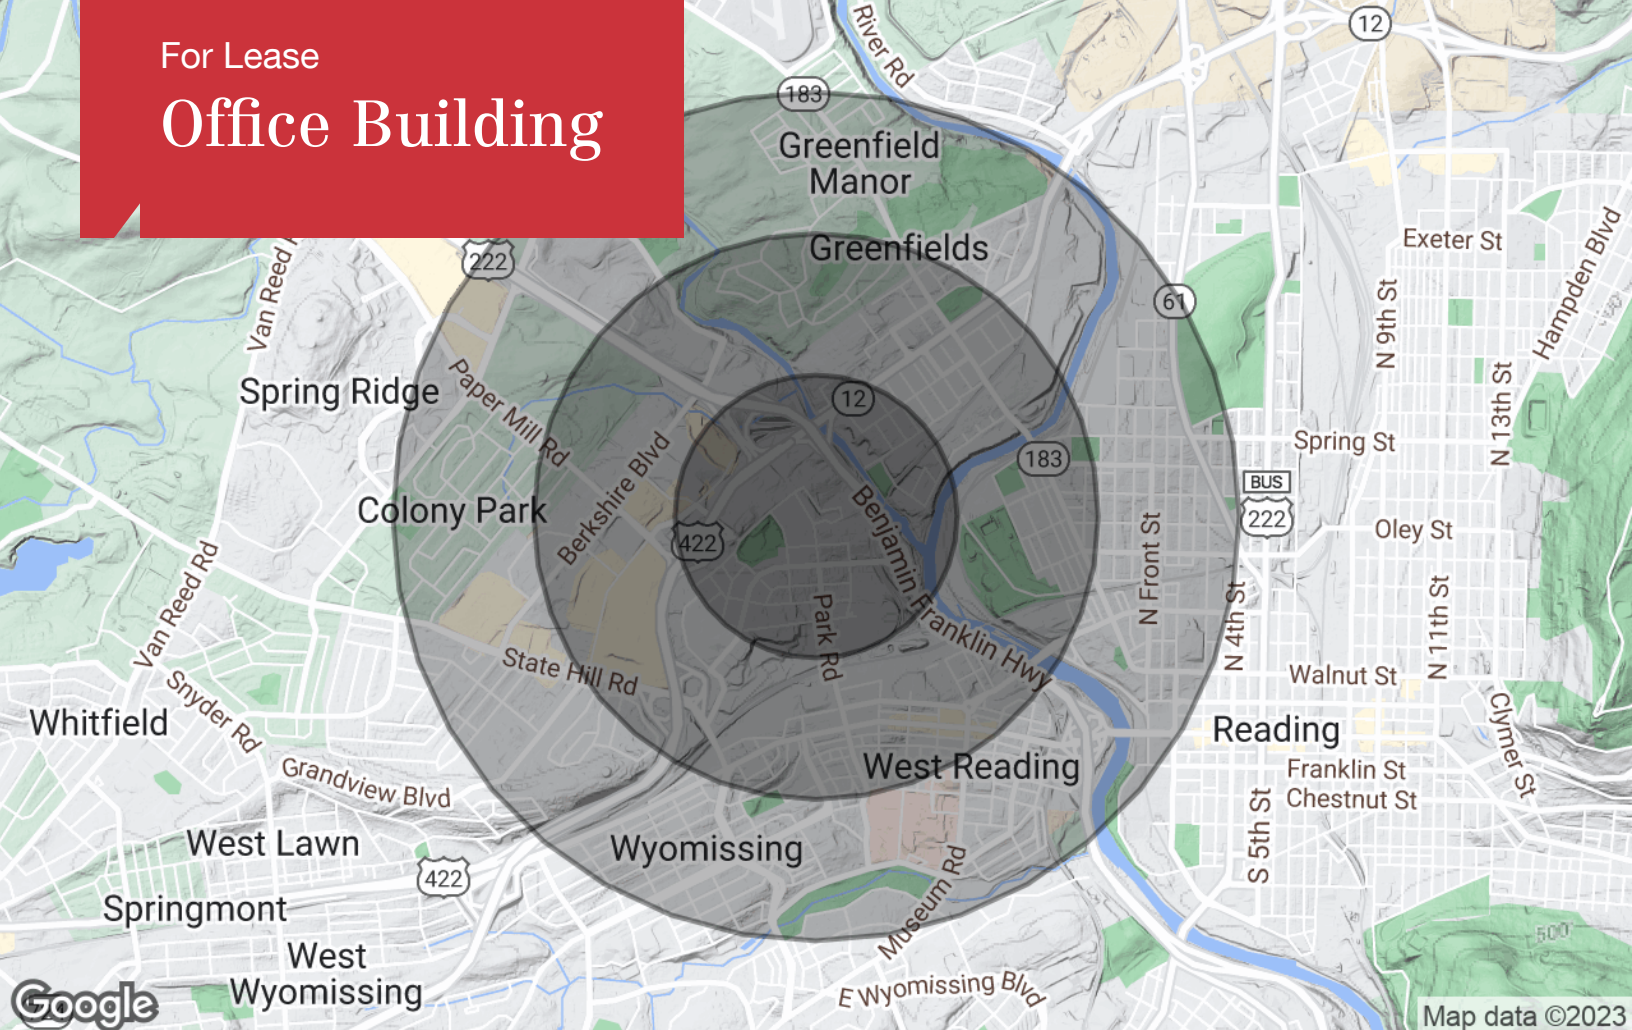 For Lease
Office Building
River Rd
12
183
Greenfield
Manor
Greenfields
222
Van Reed
Exeter St
Hampden Blvd
61
N 9th St
Paper Mill Rd
Spring Ridge
12
N 13th St
Spring St
Berkshire Blvd
183
BUS
222
Colony Park
422
Benjamin Franklin Hwy
N Front St
Oley St
Van Reed Rd
Park Rd
N 4th St
N 11th St
State Hill Rd
Walnut St
Snyder Rd
Whitfield
Clymer St
Reading
West Reading
Franklin St
Grandview Blvd
Chestnut St
S 5th St
West Lawn
Wyomissing
422
Museum Rd
Springmont
500'
West
Wyomissing
E Wyomissing Blvd
Google
Map data ©2023